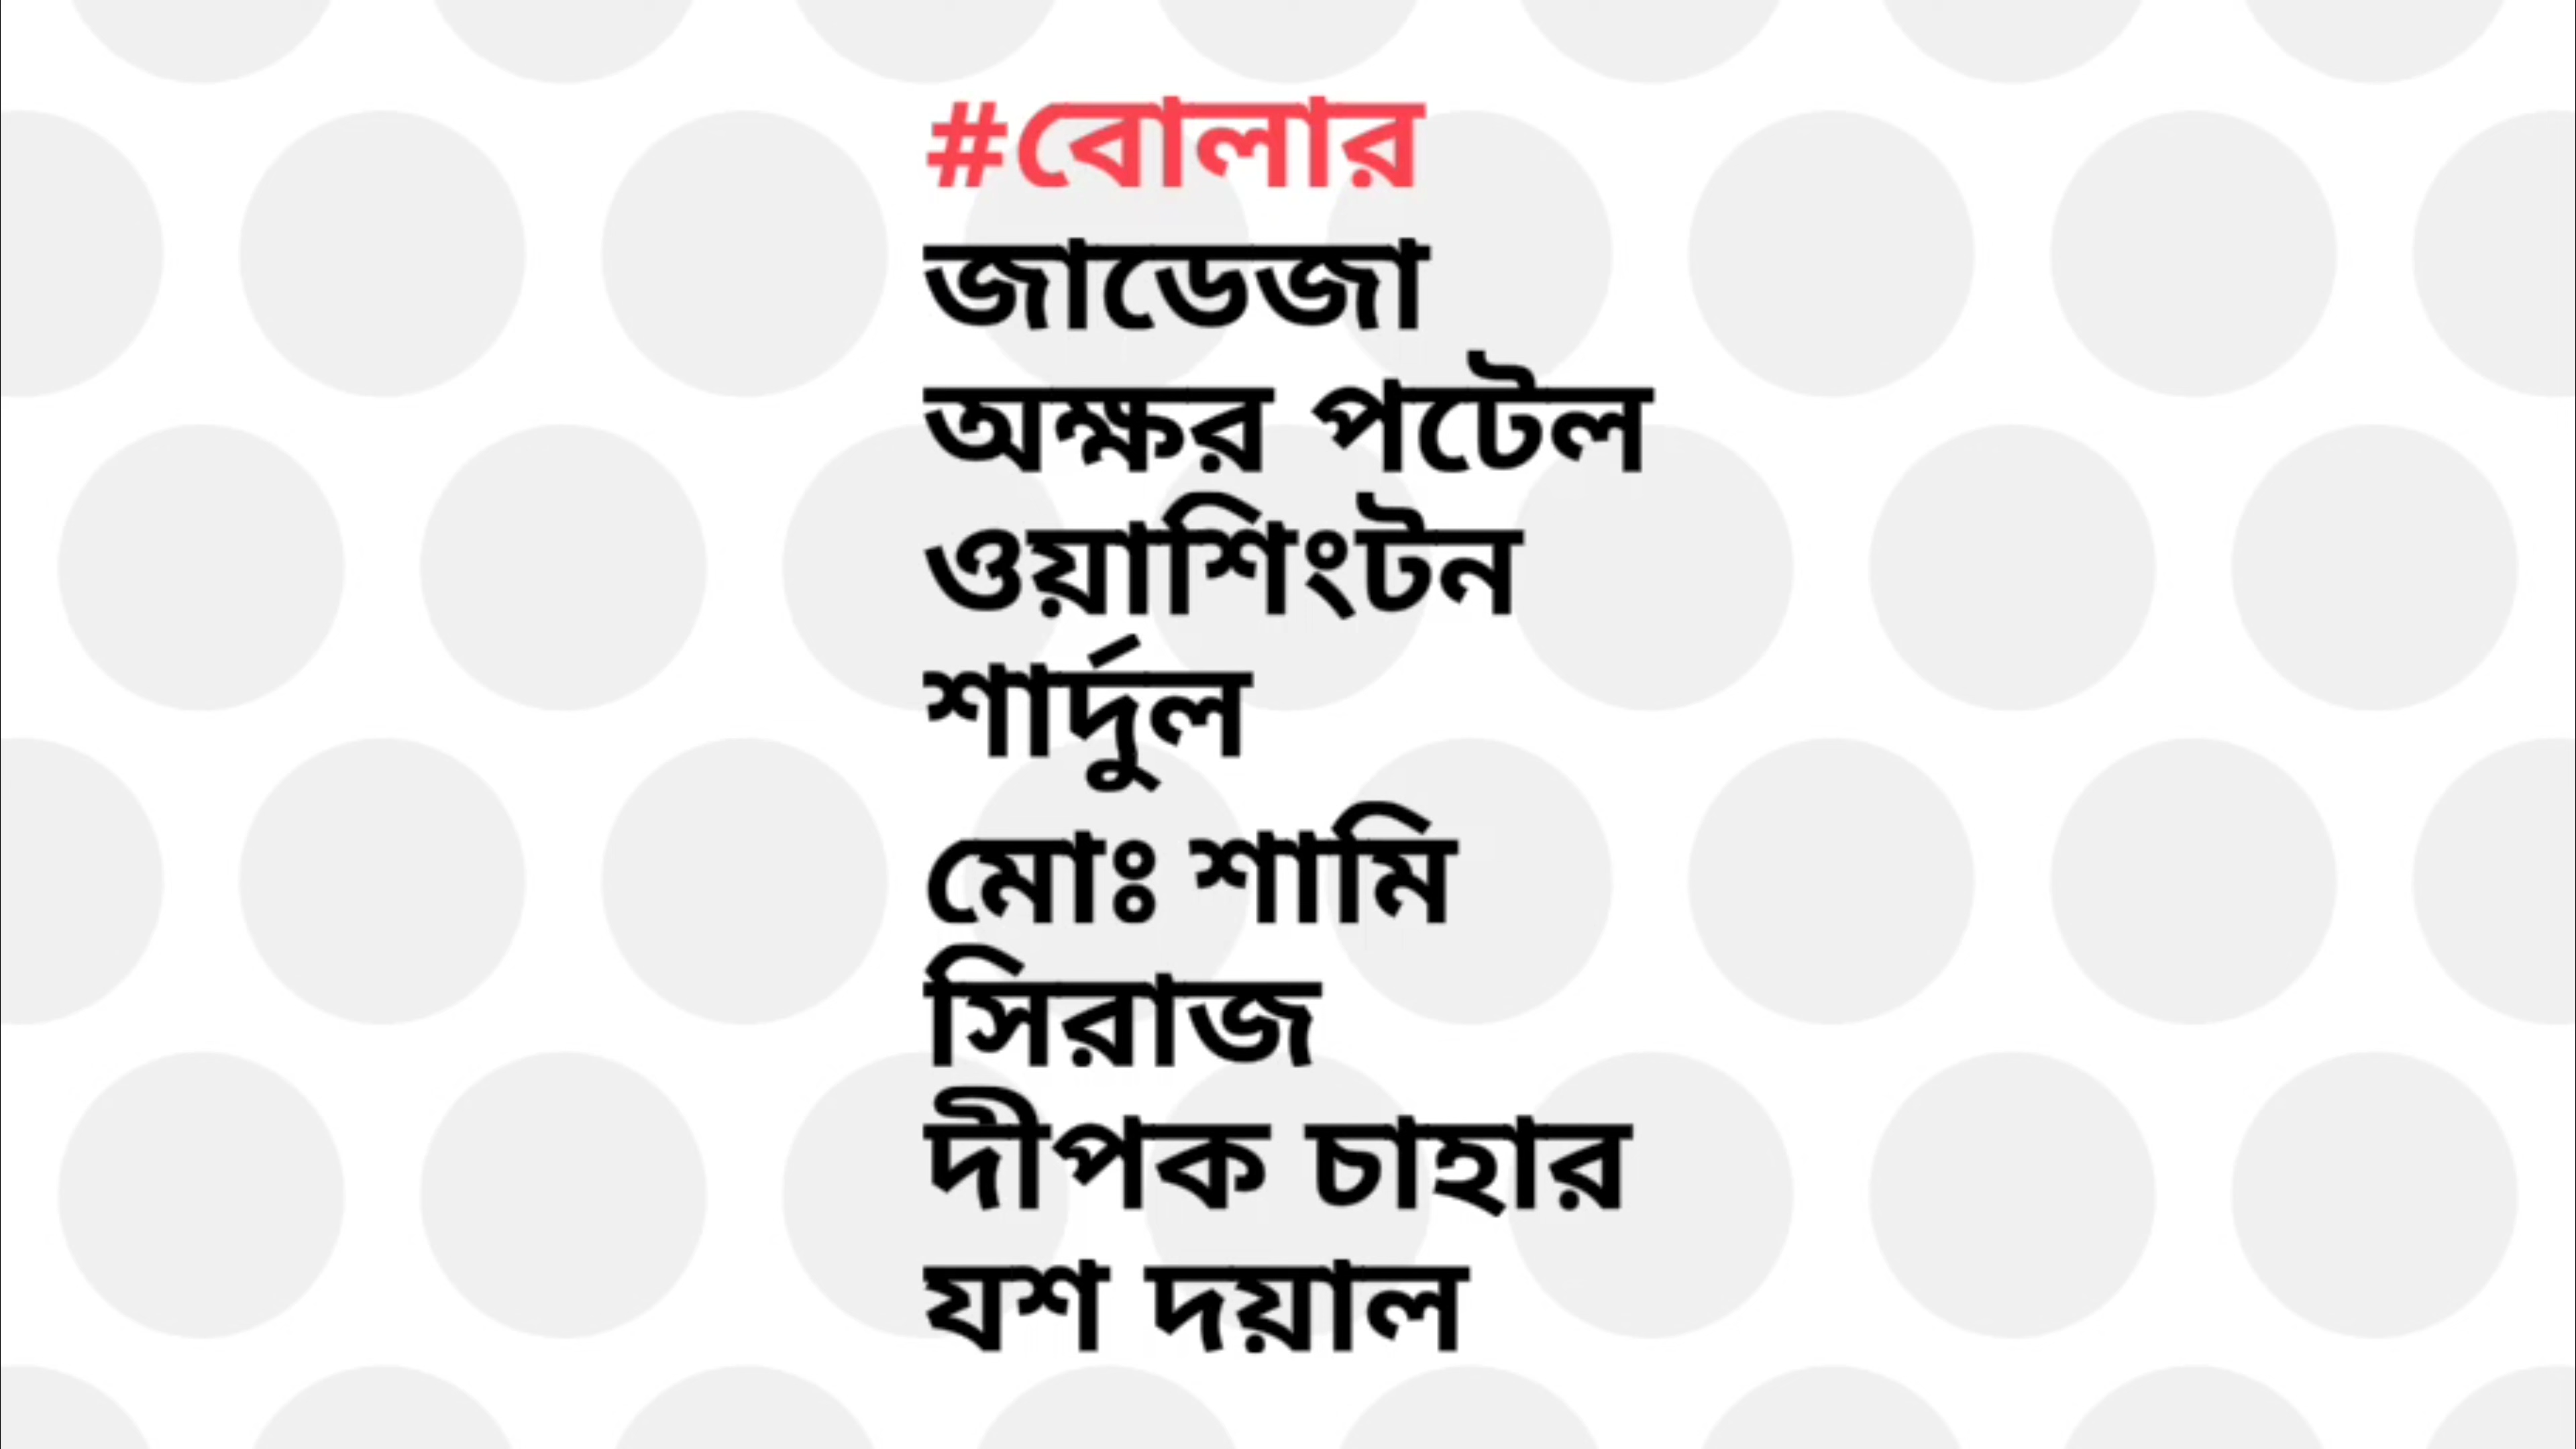 #বোলার
জাডেজা
অক্ষর পটেল
ওয়াশিংটন
শার্দুল
মোঃ শামি
সিরাজ
দীপক চাহার
যশ দয়াল